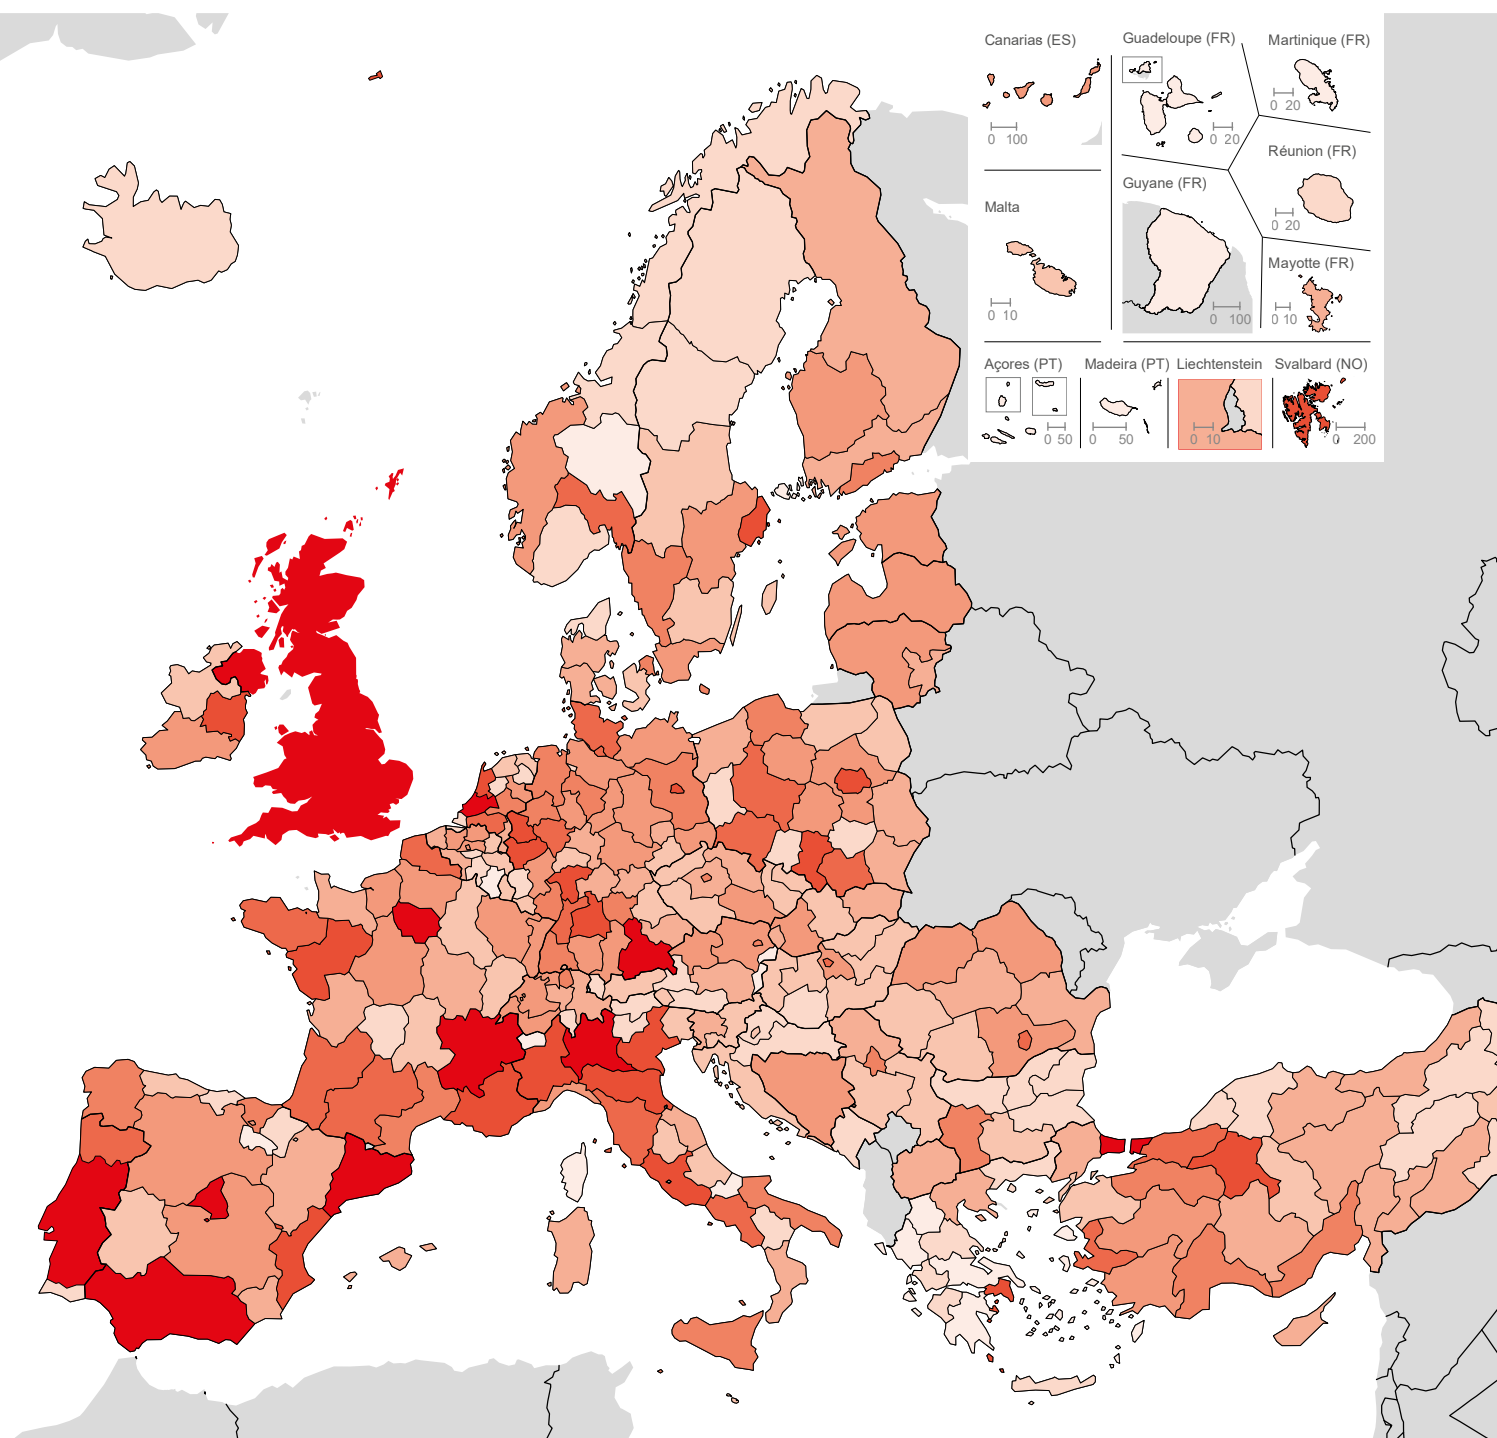 Canarias (ES)
0 100
Guadeloupe (FR)
0 20
Martinique (FR)
0 20
Réunion (FR)
0 20
Guyane (FR)
0 100
Malta
0 10
Mayotte (FR)
0 10
Açores (PT)
0 50
Madeira (PT)
0 50
Liechtenstein
0 10
Svalbard (NO)
0 200